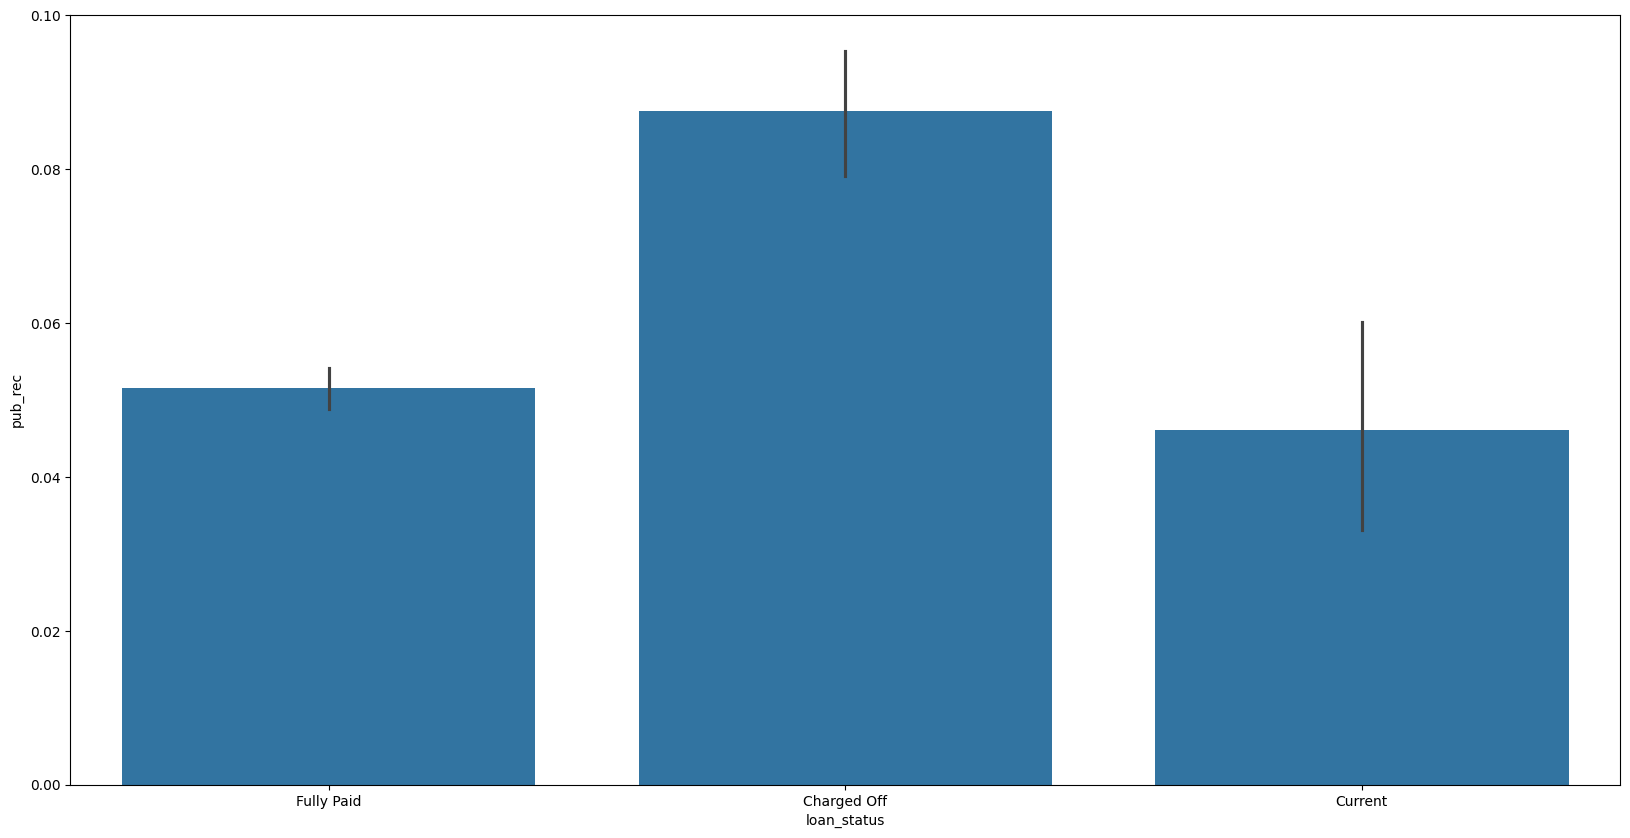 0.10
0.08
0.06
0.04
0.02
0.00
pub_rec
Fully Paid
Charged Off
Current
loan_status